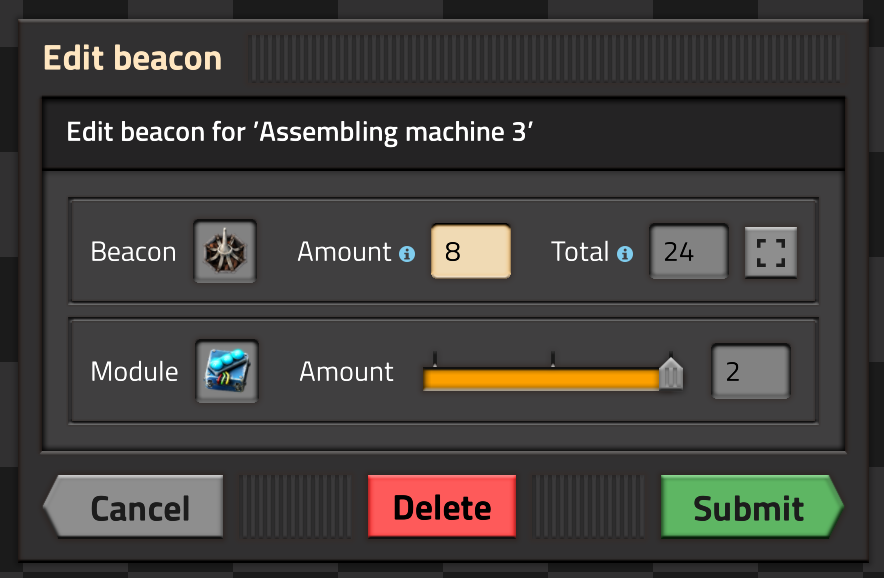 Edit beacon
Edit beacon for 'Assembling machine 3'
Beacon Amount i 8 Total i 24
Module Amount 2
Cancel Delete Submit